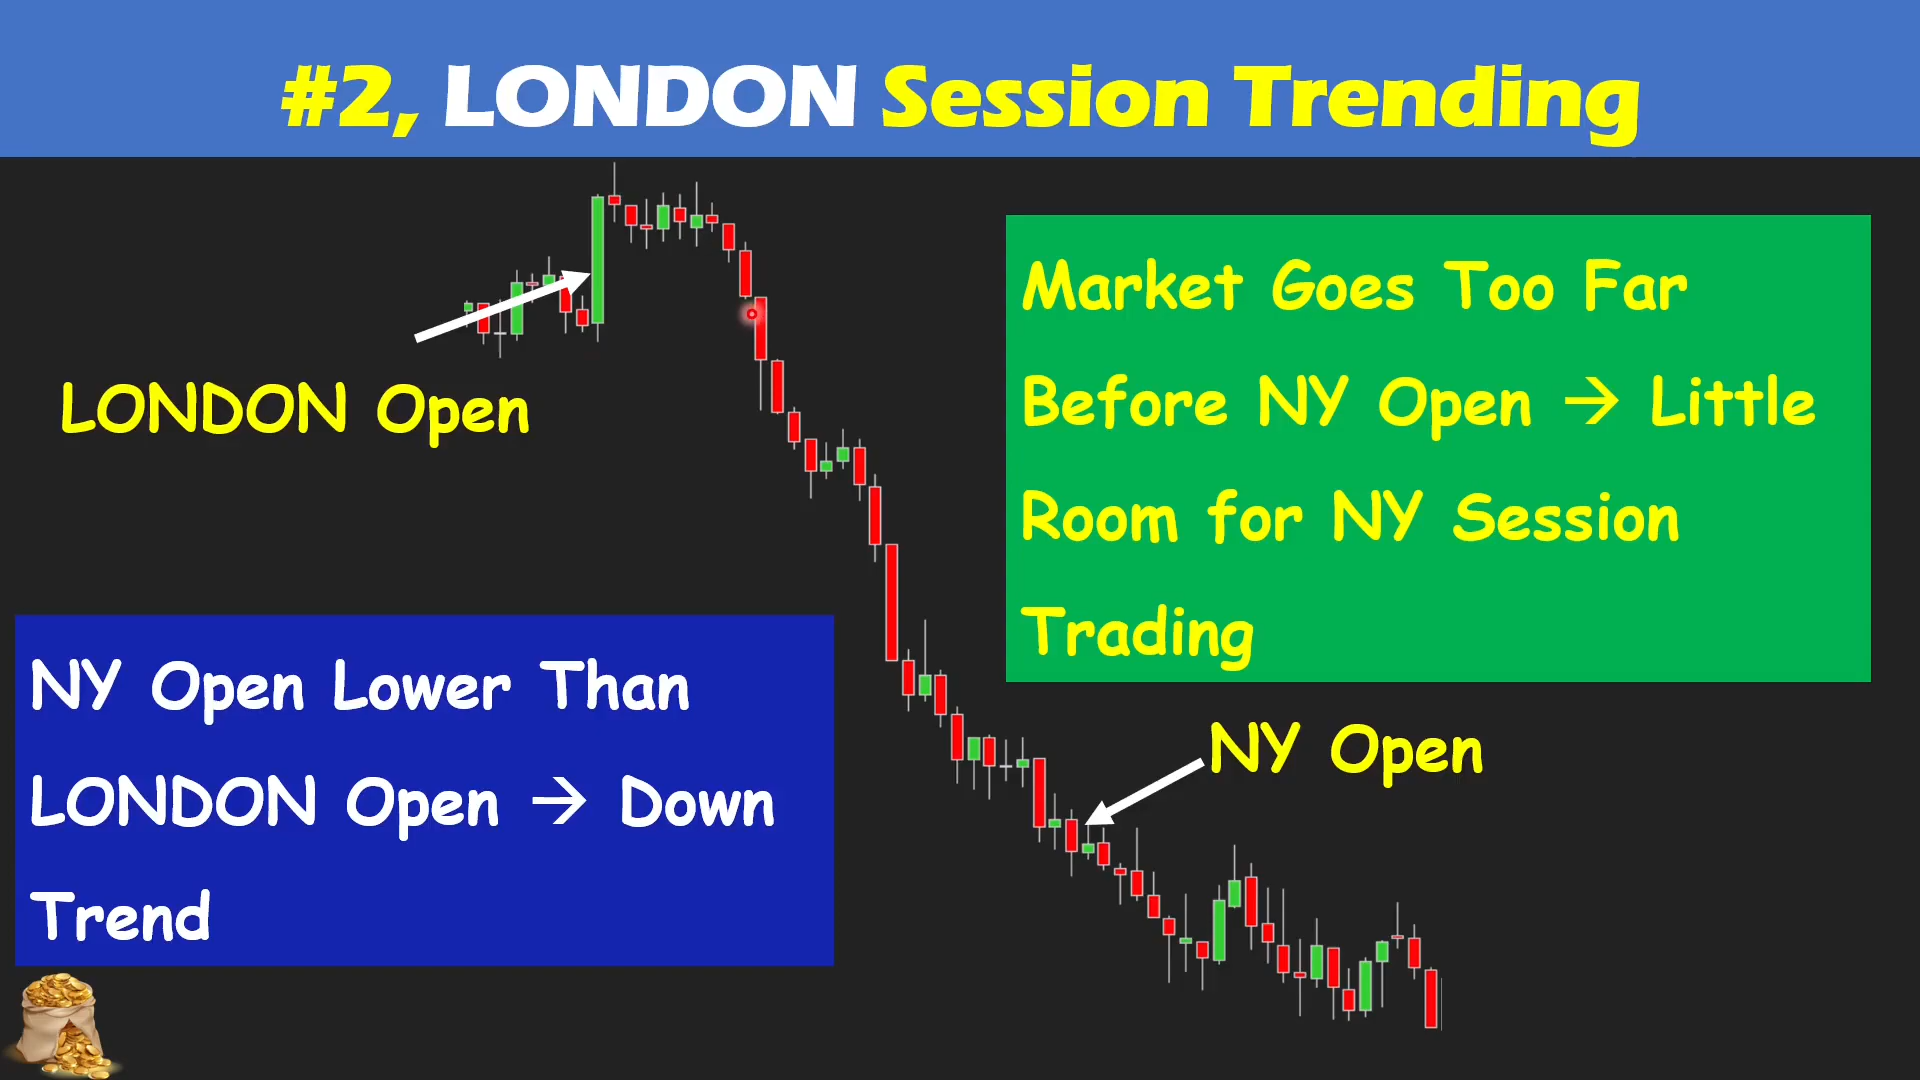 #2, LONDON Session Trending
LONDON Open
Market Goes Too Far
Before NY Open → Little
Room for NY Session
Trading
NY Open Lower Than
LONDON Open → Down
Trend
NY Open